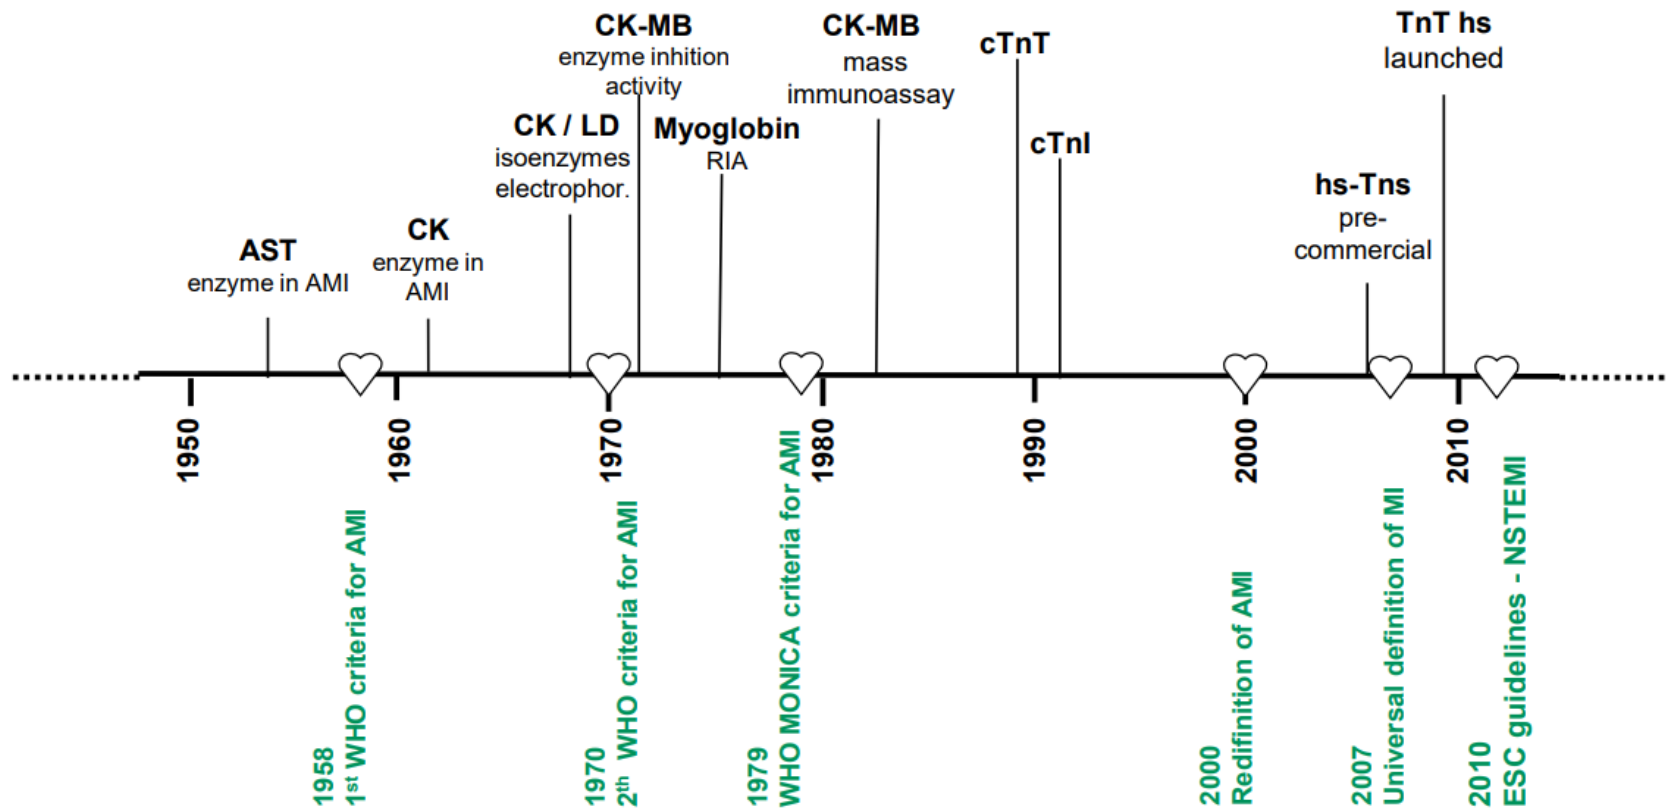 CK-MB
enzyme inhition
activity
CK-MB
mass
immunoassay
cTnT
TnT hs
launched
CK / LD
isoenzymes
electrophor.
Myoglobin
RIA
cTnI
hs-Tns
pre-
commercial
AST
enzyme in AMI
CK
enzyme in
AMI
1950
1960
1970
1980
1990
2000
2010
1958
1st WHO criteria for AMI
1970
2th WHO criteria for AMI
1979
WHO MONICA criteria for AMI
2000
Redifinition of AMI
2007
Universal definition of MI
2010
ESC guidelines - NSTEMI